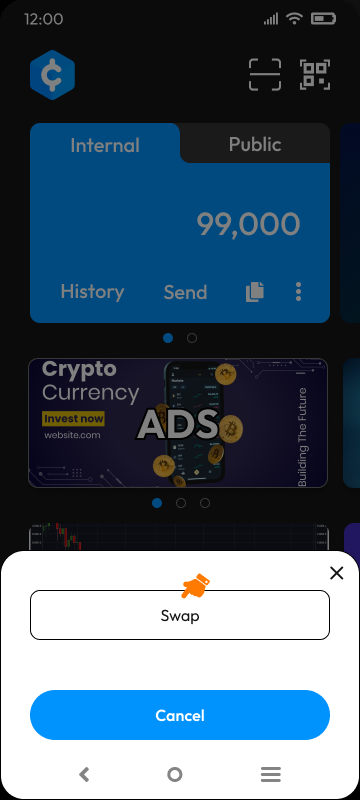 12:00
Internal
Public
99,000
History
Send
Crypto
Currency
Invest now
website.com
ADS
Building The Future
Swap
Cancel